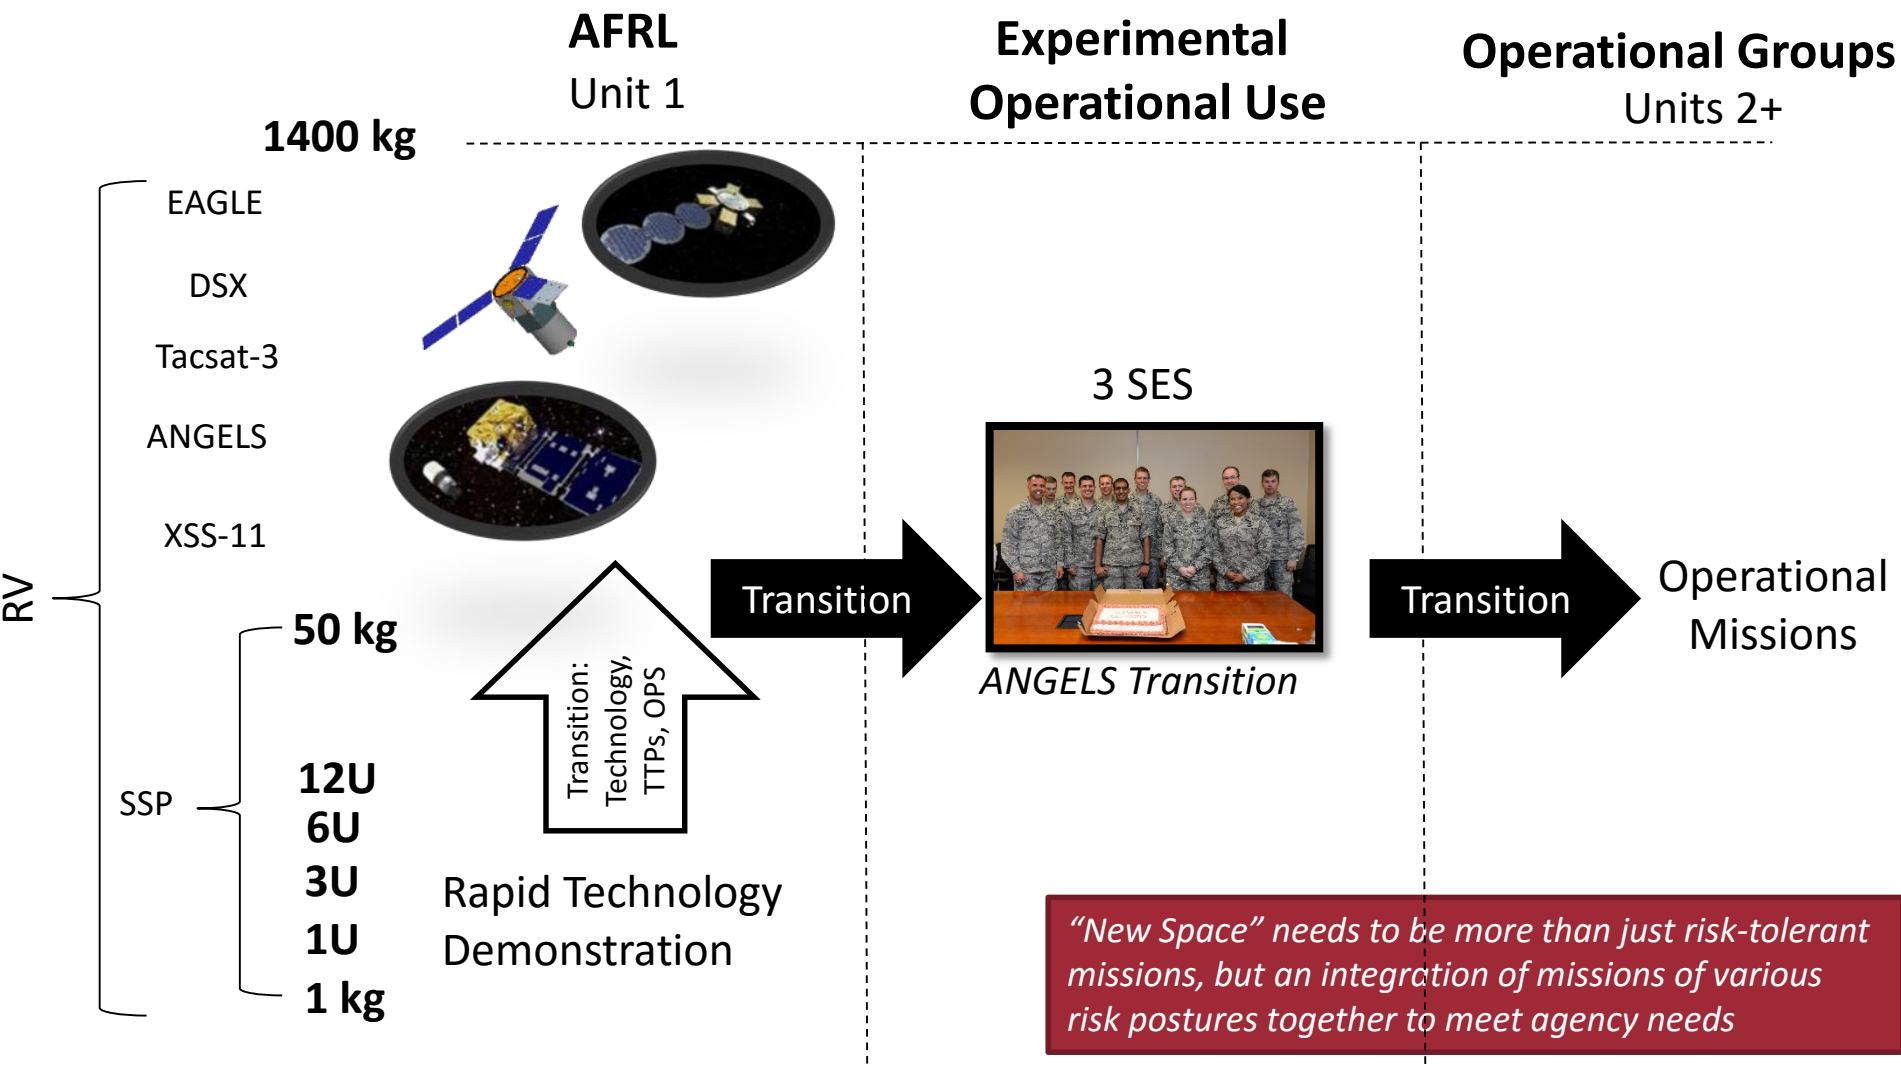 AFRL
Unit 1
Experimental
Operational Use
Operational Groups
Units 2+
1400 kg
EAGLE
DSX
Tacsat-3
ANGELS
XSS-11
RV
50 kg
SSP
12U
6U
3U
1U
1 kg
Transition:
Technology,
TTPs, OPS
Rapid Technology
Demonstration
Transition
3 SES
ANGELS Transition
Transition
Operational
Missions
“New Space” needs to be more than just risk-tolerant
missions, but an integration of missions of various
risk postures together to meet agency needs